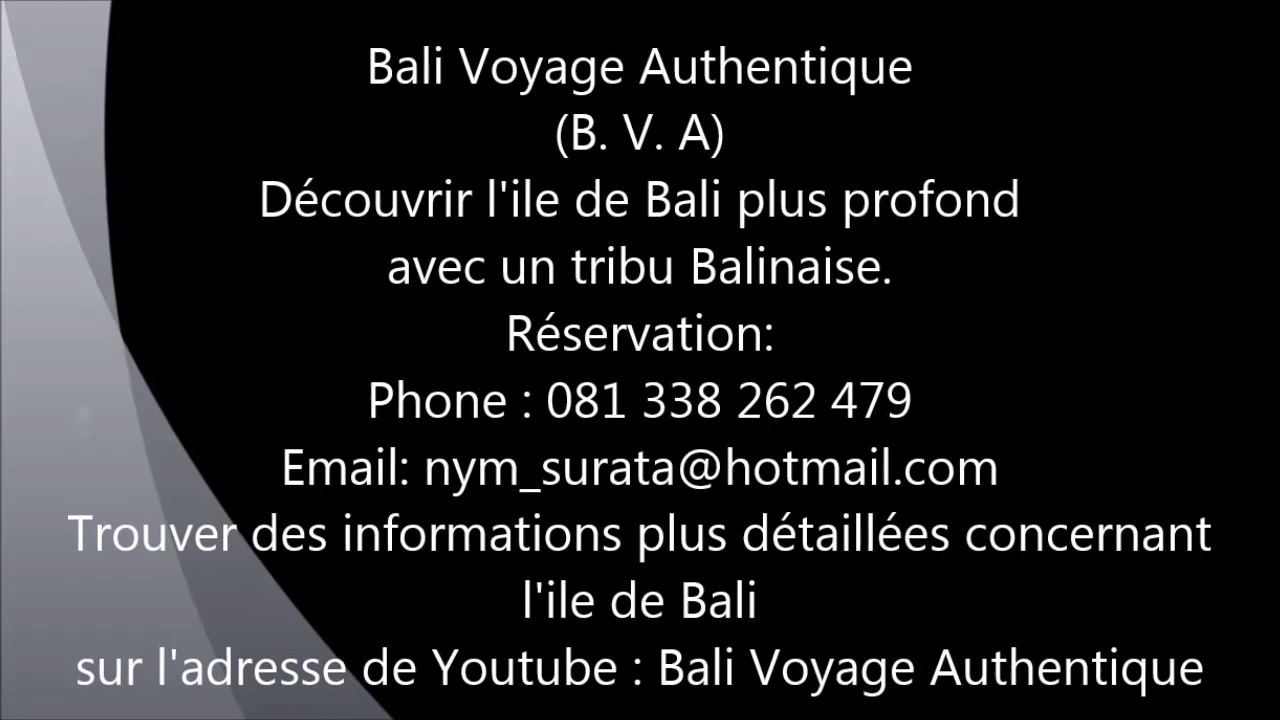 Bali Voyage Authentique
(B. V. A)
Découvrir l'ile de Bali plus profond
avec un tribu Balinaise.
Réservation:
Phone : 081 338 262 479
Email: nym_surata@hotmail.com
Trouver des informations plus détaillées concernant
l'ile de Bali
sur l'adresse de Youtube : Bali Voyage Authentique